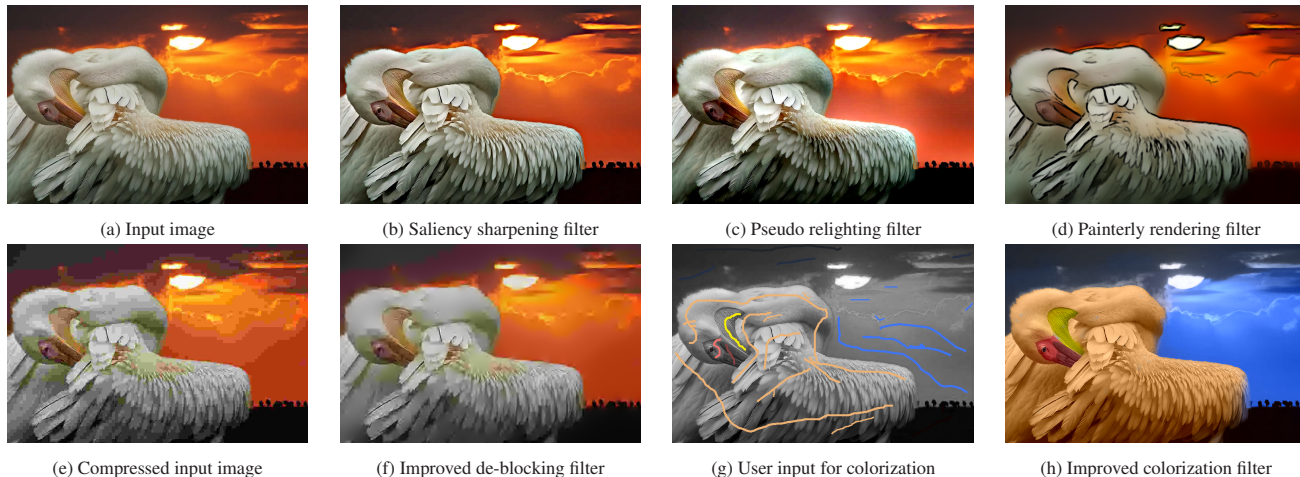 (a) Input image
(b) Saliency sharpening filter
(c) Pseudo relighting filter
(d) Painterly rendering filter
(e) Compressed input image
(f) Improved de-blocking filter
(g) User input for colorization
(h) Improved colorization filter